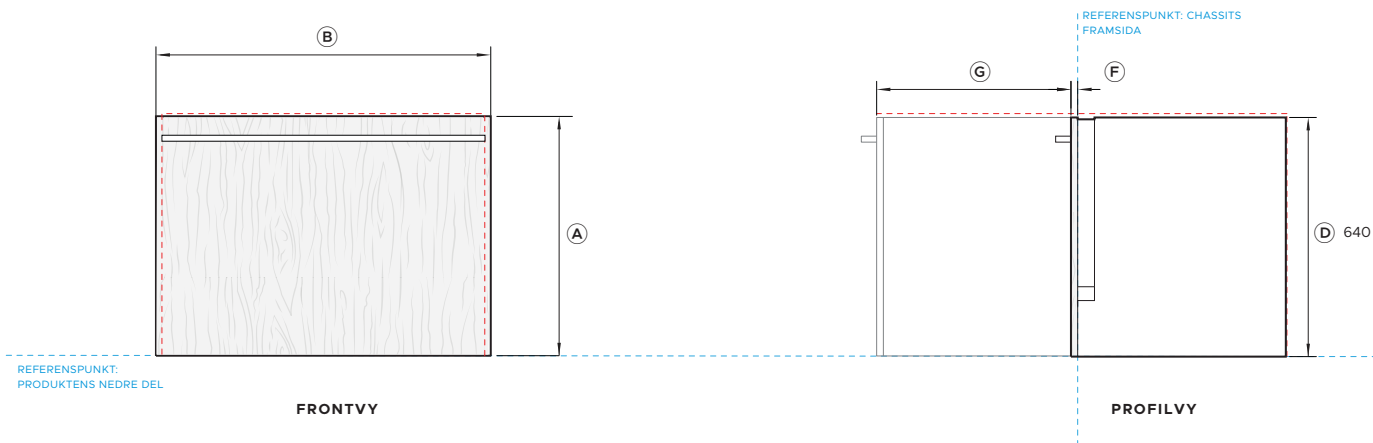 REFERENSPUNKT: CHASSITS
FRAMSIDA
B
G
F
A
D 640
REFERENSPUNKT:
PRODUKTENS NEDRE DEL
FRONTVY
PROFILVY